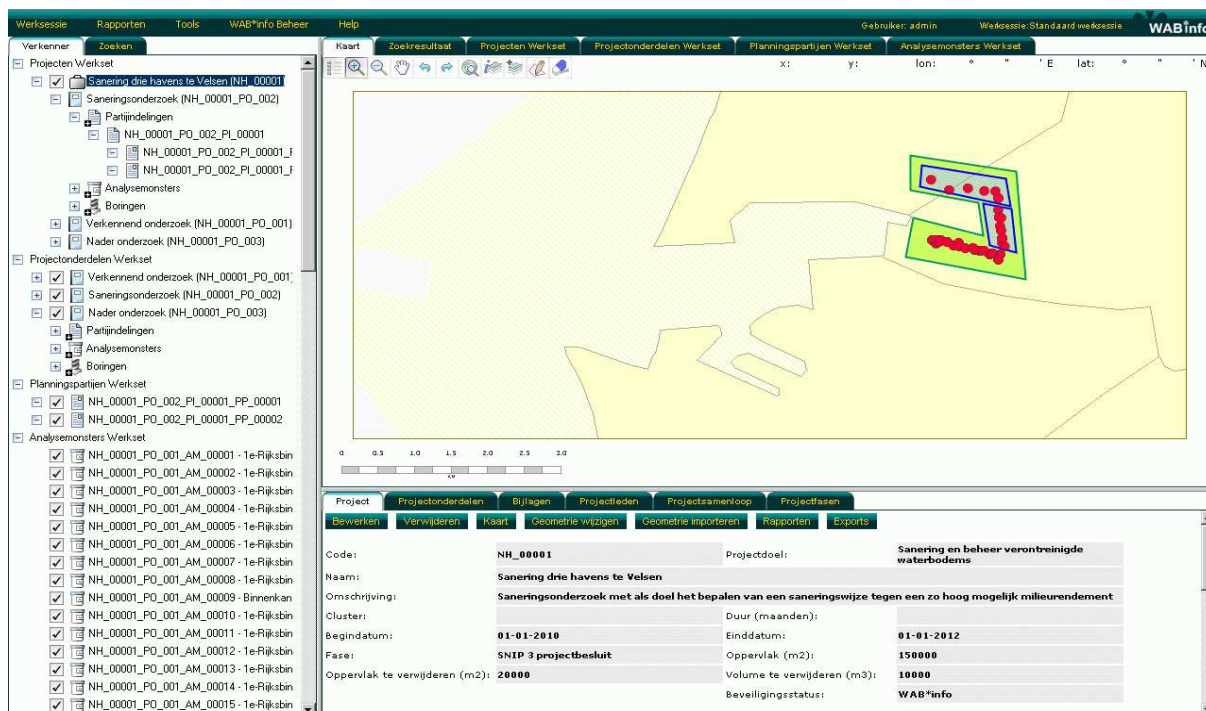 Werksessie Rapporten Tools WAB*info Beheer Help Gebruiker: admin Werksessie:Standaard werksessie WAB*info
Verkenner Zoeken
Projecten Werkset
Sanering drie havens te Velsen (NH_00001)
Saneringsonderzoek (NH_00001_PO_002)
Partijindelingen
NH_00001_PO_002_PI_00001
NH_00001_PO_002_PI_00001_F
NH_00001_PO_002_PI_00001_F
Analysemonsters
Boringen
Verkennend onderzoek (NH_00001_PO_001)
Nader onderzoek (NH_00001_PO_003)
Projectonderdelen Werkset
Verkennend onderzoek (NH_00001_PO_001)
Saneringsonderzoek (NH_00001_PO_002)
Nader onderzoek (NH_00001_PO_003)
Partijindelingen
Analysemonsters
Boringen
Planningspartijen Werkset
NH_00001_PO_002_PI_00001_PP_00001
NH_00001_PO_002_PI_00001_PP_00002
Analysemonsters Werkset
NH_00001_PO_001_AM_00001 - 1e-Rijksbin
NH_00001_PO_001_AM_00002 - 1e-Rijksbin
NH_00001_PO_001_AM_00003 - 1e-Rijksbin
NH_00001_PO_001_AM_00004 - 1e-Rijksbin
NH_00001_PO_001_AM_00005 - 1e-Rijksbin
NH_00001_PO_001_AM_00006 - 1e-Rijksbin
NH_00001_PO_001_AM_00007 - 1e-Rijksbin
NH_00001_PO_001_AM_00008 - 1e-Rijksbin
NH_00001_PO_001_AM_00009 - Binnenkan
NH_00001_PO_001_AM_00010 - 1e-Rijksbin
NH_00001_PO_001_AM_00011 - 1e-Rijksbin
NH_00001_PO_001_AM_00012 - 1e-Rijksbin
NH_00001_PO_001_AM_00013 - 1e-Rijksbin
NH_00001_PO_001_AM_00014 - 1e-Rijksbin
NH_00001_PO_001_AM_00015 - 1e-Rijksbin
Kaart Zoekresultaat Projecten Werkset Projectonderdelen Werkset Planningspartijen Werkset Analysemonsters Werkset
x: y: lon: ° " ' E lat: ° " ' N
0 0.5 1.0 1.5 2.0 2.5 3.0
Project Projectonderdelen Bijlagen Projectleden Projectsamenloop Projectfasen
Bewerken Verwijderen Kaart Geometrie wijzigen Geometrie importeren Rapporten Exports
Code: NH_00001 Projectdoel: Sanering en beheer verontreinigde
waterbodems
Naam: Sanering drie havens te Velsen
Omschrijving: Saneringsonderzoek met als doel het bepalen van een saneringswijze tegen een zo hoog mogelijk milieurendement
Cluster: Duur (maanden):
Begindatum: 01-01-2010 Einddatum: 01-01-2012
Fase: SNIP 3 projectbesluit Oppervlak (m2): 150000
Oppervlak te verwijderen (m2): 20000 Volume te verwijderen (m3): 10000
Beveiligingsstatus: WAB*info